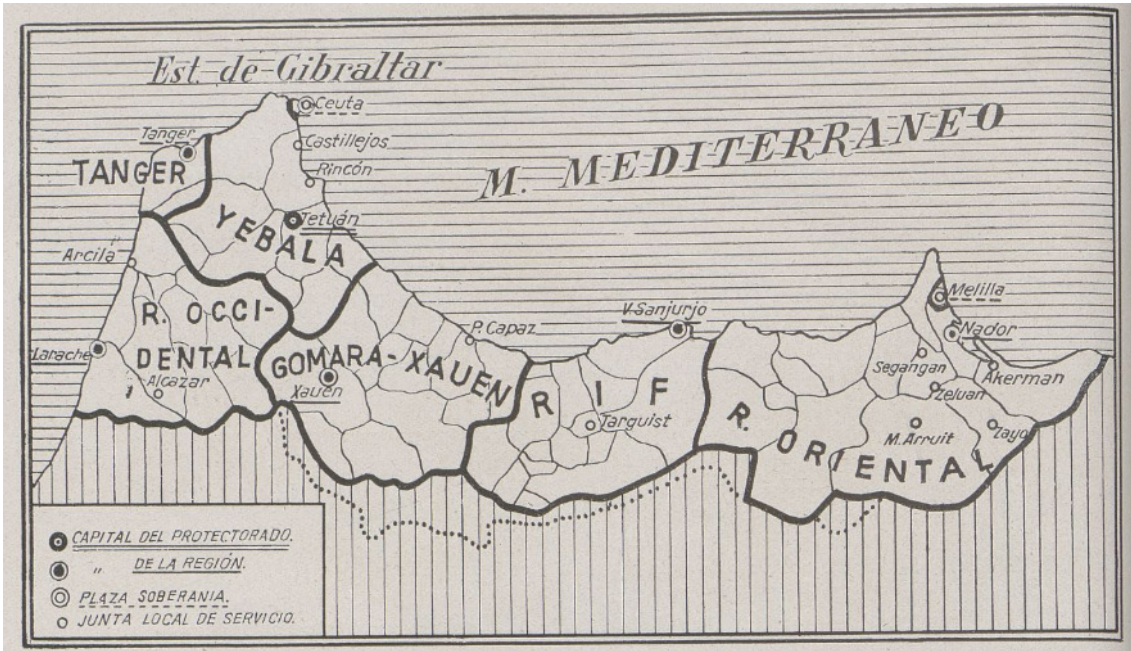 Est. de Gibraltar
Ceuta
Tanger
Castillejos
TANGER
Rincón
M. MEDITERRANEO
YEBALA
Tetuán
Arcila
R. OCCI-
DENTAL
Larache
Alcazar
GOMARA-XAUEN
Xauen
P. Capaz
V. Sanjurjo
RIF
Targuist
Melilla
Nador
Segangan
Akerman
Zeluan
R. ORIENTAL
M. Arruit
Zayo
CAPITAL DEL PROTECTORADO.
" DE LA REGIÓN.
PLAZA SOBERANIA.
JUNTA LOCAL DE SERVICIO.